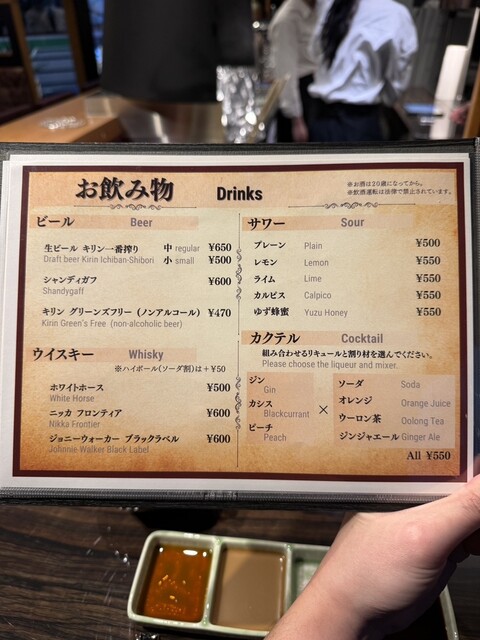 お飲み物 Drinks
※お酒は20歳になってから。
※飲酒運転は法律で禁止されています。
ビール Beer
生ビール キリン一番搾り 中 regular ¥650
Draft beer Kirin Ichiban-Shibori 小 small ¥500
シャンディガフ ¥600
Shandygaff
キリン グリーンズフリー（ノンアルコール） ¥470
Kirin Green's Free (non-alcoholic beer)
ウイスキー Whisky
※ハイボール(ソーダ割)は＋¥50
ホワイトホース ¥500
White Horse
ニッカ フロンティア ¥600
Nikka Frontier
ジョニーウォーカー ブラックラベル ¥600
Johnnie Walker Black Label
サワー Sour
プレーン Plain ¥500
レモン Lemon ¥550
ライム Lime ¥550
カルピス Calpico ¥550
ゆず蜂蜜 Yuzu Honey ¥550
カクテル Cocktail
組み合わせるリキュールと割り材を選んでください。
Please choose the liqueur and mixer.
ジン
Gin
カシス
Blackcurrant
ピーチ
Peach
×
ソーダ Soda
オレンジ Orange Juice
ウーロン茶 Oolong Tea
ジンジャエール Ginger Ale
All ¥550